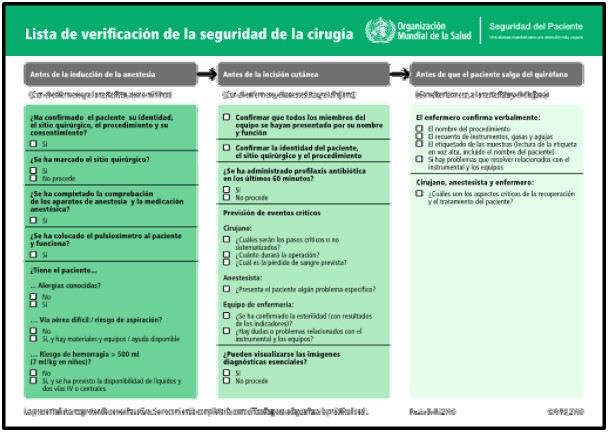 Lista de verificación de la seguridad de la cirugía
Organización
Mundial de la Salud
Seguridad del Paciente
Antes de la inducción de la anestesia
Antes de la incisión cutánea
Antes de que el paciente salga del quirófano
¿Ha confirmado el paciente su identidad,
el sitio quirúrgico, el procedimiento y su
consentimiento?
Sí
¿Se ha marcado el sitio quirúrgico?
Sí
No procede
¿Se ha completado la comprobación
de los aparatos de anestesia y la medicación
anestésica?
Sí
¿Se ha colocado el pulsioxímetro al paciente
y funciona?
Sí
¿Tiene el paciente...
... Alergias conocidas?
No
Sí
... Vía aérea difícil / riesgo de aspiración?
No
Sí, y hay materiales y equipos / ayuda disponible
... Riesgo de hemorragia > 500 ml
(7 ml/kg en niños)?
No
Sí, y se ha previsto la disponibilidad de líquidos y
dos vías IV o centrales
Confirmar que todos los miembros del
equipo se hayan presentado por su nombre
y función
Confirmar la identidad del paciente,
el sitio quirúrgico y el procedimiento
¿Se ha administrado profilaxis antibiótica
en los últimos 60 minutos?
Sí
No procede
Previsión de eventos críticos
Cirujano:
¿Cuáles serán los pasos críticos o no
sistematizados?
¿Cuánto durará la operación?
¿Cuál es la pérdida de sangre prevista?
Anestesista:
¿Presenta el paciente algún problema específico?
Equipo de enfermería:
¿Se ha confirmado la esterilidad (con resultados
de los indicadores)?
¿Hay dudas o problemas relacionados con el
instrumental y los equipos?
¿Pueden visualizarse las imágenes
diagnósticas esenciales?
Sí
No procede
El enfermero confirma verbalmente:
El nombre del procedimiento
El recuento de instrumentos, gasas y agujas
El etiquetado de las muestras (lectura de la etiqueta
en voz alta, incluido el nombre del paciente)
Si hay problemas que resolver relacionados con el
instrumental y los equipos
Cirujano, anestesista y enfermero:
¿Cuáles son los aspectos críticos de la recuperación
y el tratamiento del paciente?